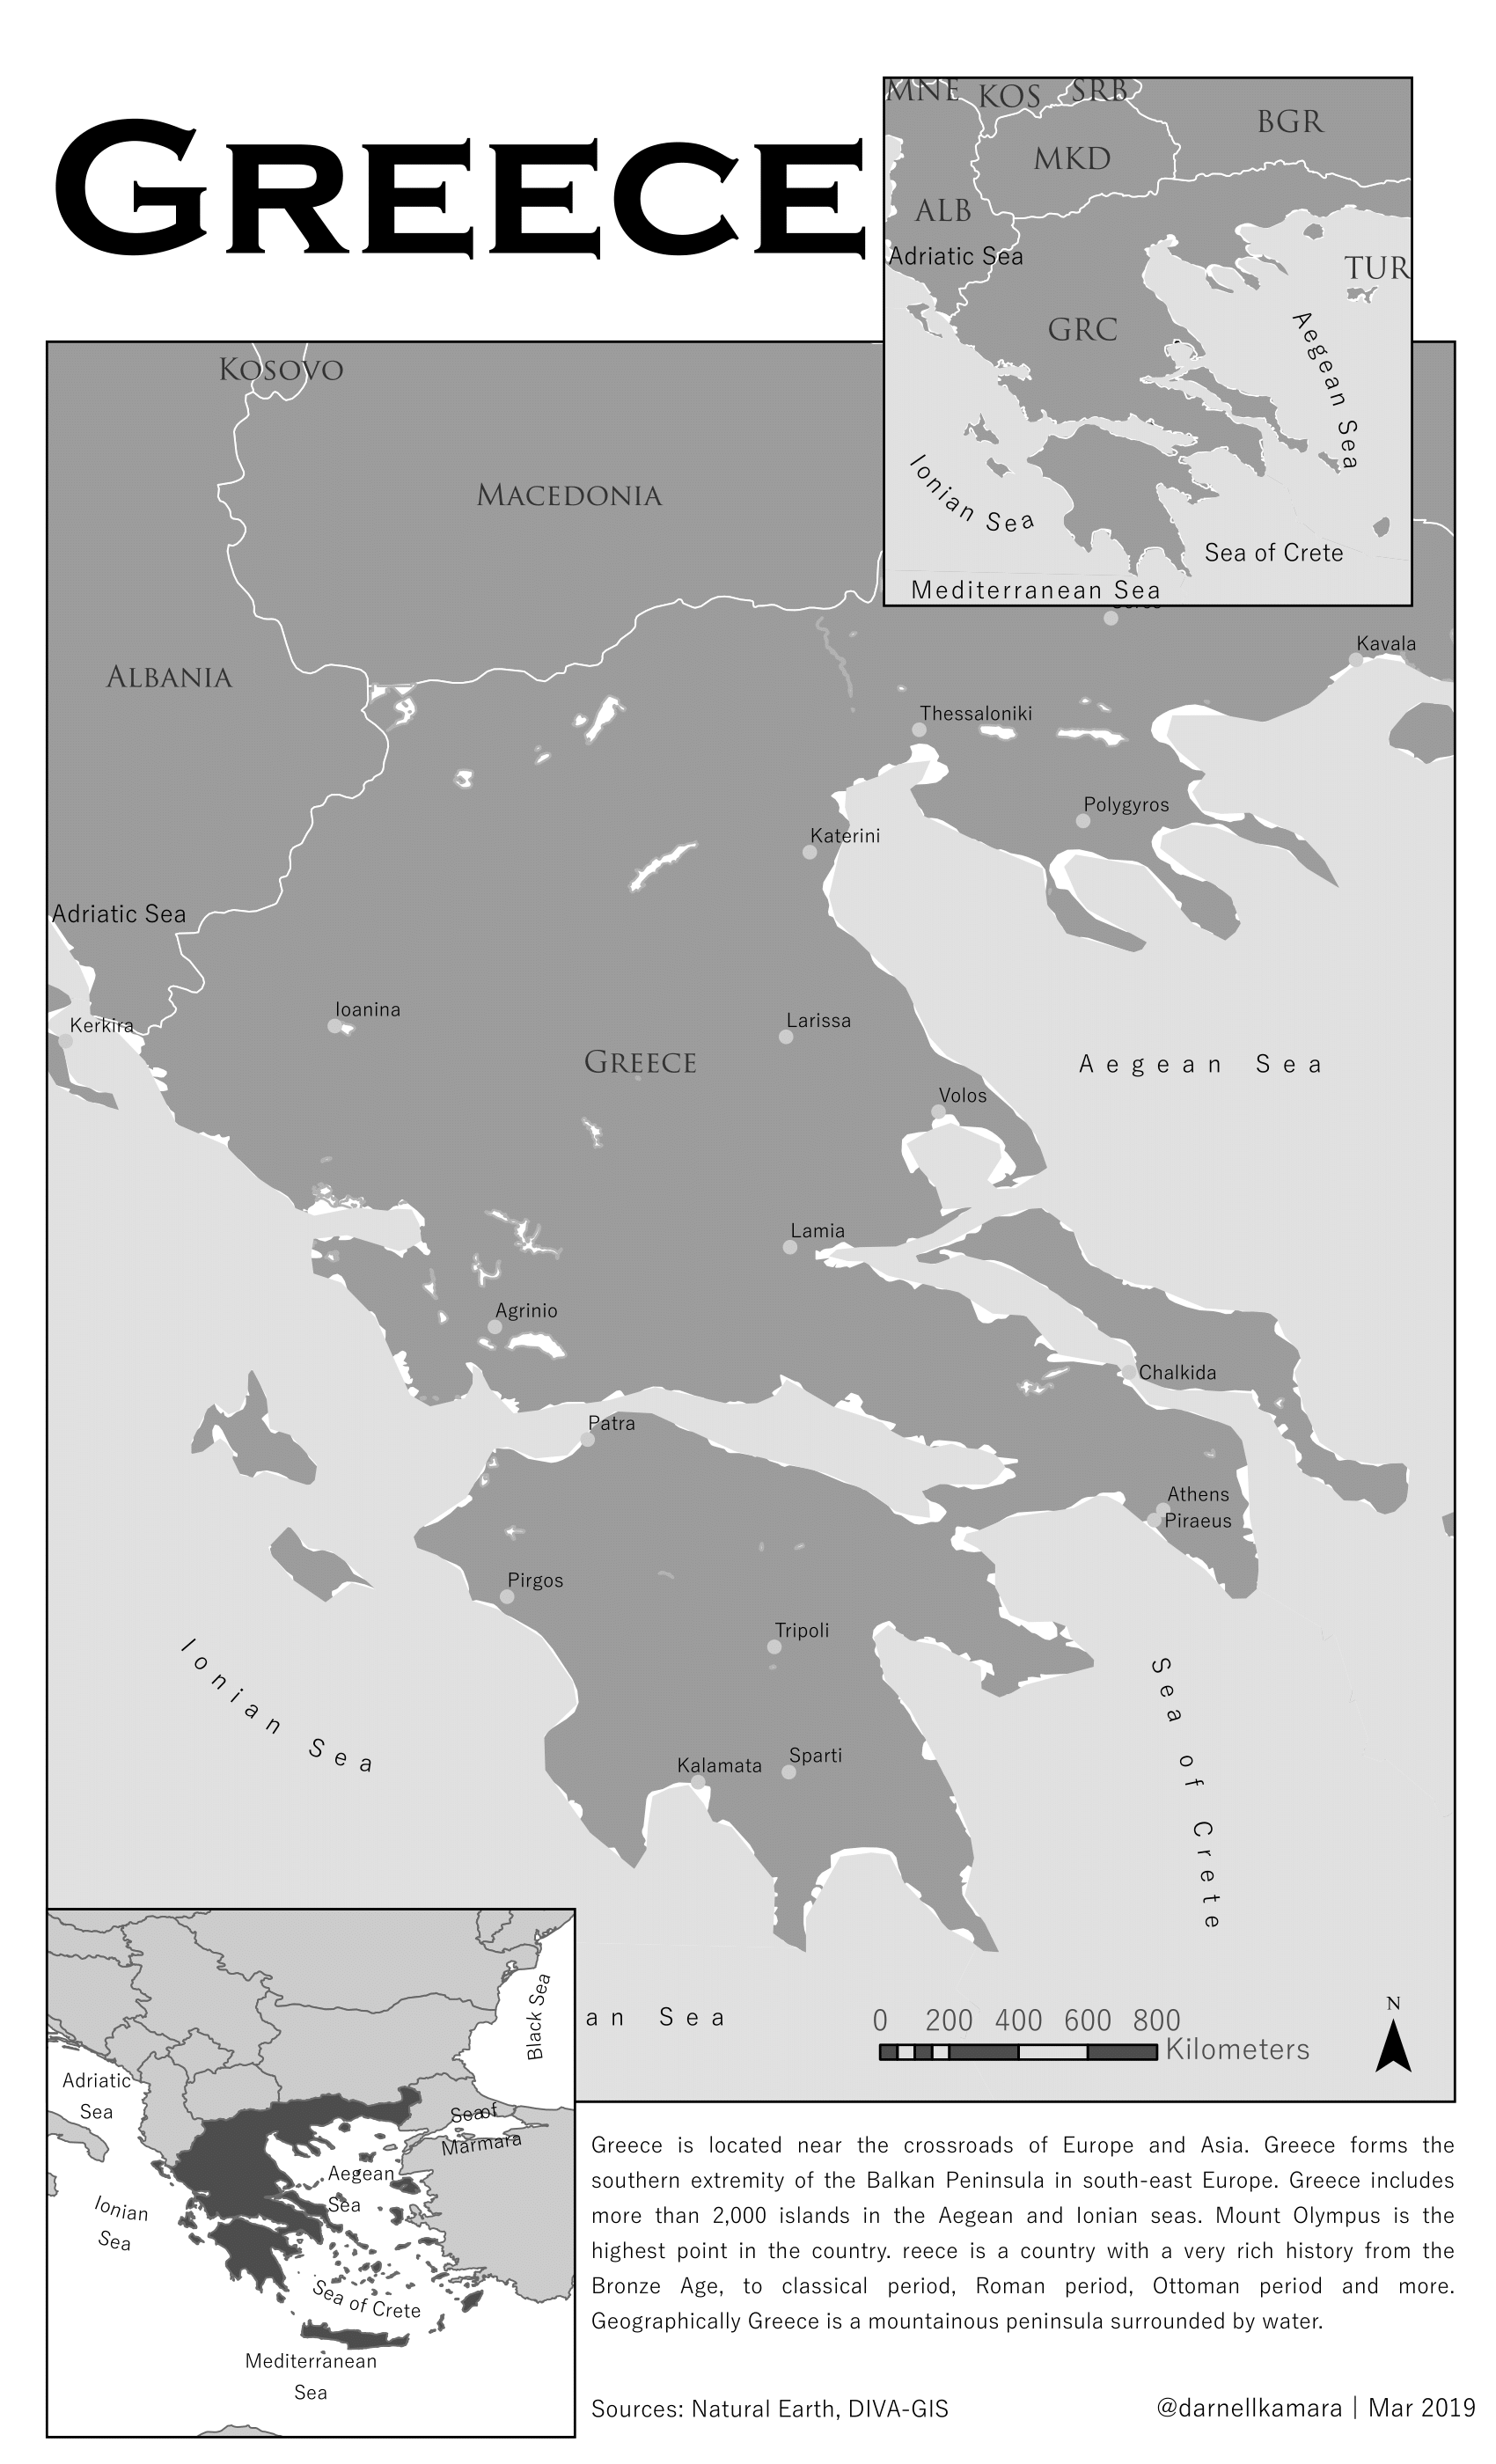 GREECE
MNE
KOS
SRB
BGR
MKD
ALB
Adriatic Sea
TUR
GRC
Aegean Sea
Ionian Sea
Sea of Crete
Mediterranean Sea
KOSOVO
MACEDONIA
ALBANIA
Kavala
Thessaloniki
Polygyros
Katerini
Adriatic Sea
Ioanina
Larissa
Kerkira
GREECE
Aegean Sea
Volos
Lamia
Agrinio
Chalkida
Patra
Athens
Piraeus
Pirgos
Tripoli
Ionian Sea
Sea of Crete
Sparti
Kalamata
an Sea
0 200 400 600 800
Kilometers
N
Black Sea
Adriatic
Sea
Sea of
Marmara
Aegean
Sea
Ionian
Sea
Sea of Crete
Mediterranean
Sea
Greece is located near the crossroads of Europe and Asia. Greece forms the
southern extremity of the Balkan Peninsula in south-east Europe. Greece includes
more than 2,000 islands in the Aegean and Ionian seas. Mount Olympus is the
highest point in the country. reece is a country with a very rich history from the
Bronze Age, to classical period, Roman period, Ottoman period and more.
Geographically Greece is a mountainous peninsula surrounded by water.
Sources: Natural Earth, DIVA-GIS
@darnellkamara | Mar 2019